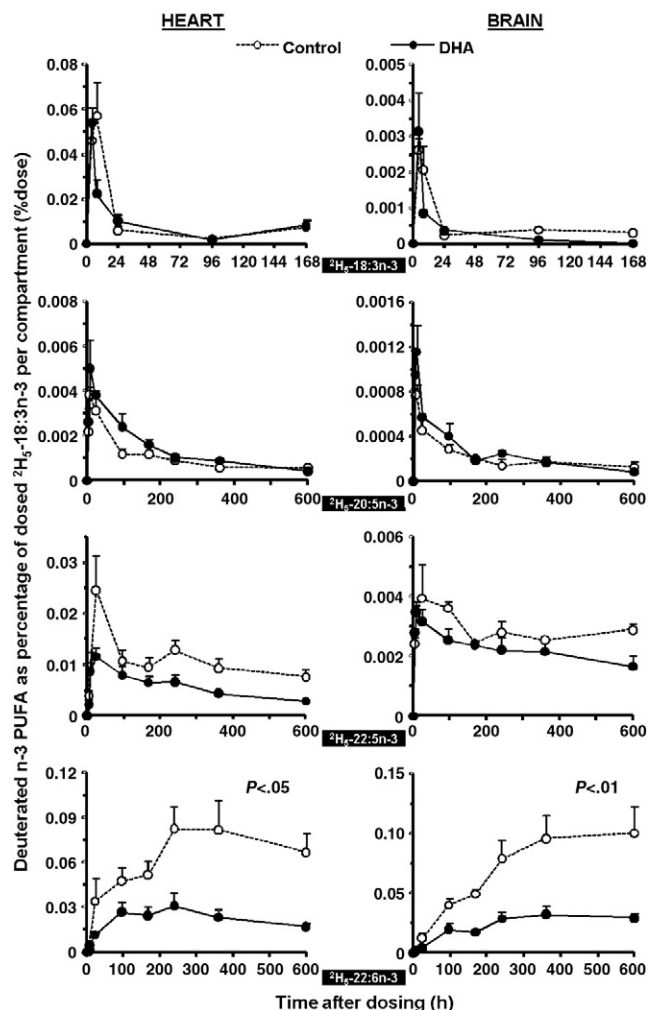 HEART
BRAIN
Control
DHA
Deuterated n-3 PUFA as percentage of dosed ²H₅-18:3n-3 per compartment (%dose)
0.08
0.06
0.04
0.02
0
0 24 48 72 96 120 144 168
0.005
0.004
0.003
0.002
0.001
0
0 24 48 72 96 120 144 168
²H₅-18:3n-3
0.008
0.006
0.004
0.002
0
0 200 400 600
0.0016
0.0012
0.0008
0.0004
0
0 200 400 600
²H₅-20:5n-3
0.03
0.02
0.01
0
0 200 400 600
0.006
0.004
0.002
0
0 200 400 600
²H₅-22:5n-3
0.12
0.09
0.06
0.03
0
P<.05
0 100 200 300 400 500 600
0.15
0.10
0.05
0
P<.01
0 100 200 300 400 500 600
²H₅-22:6n-3
Time after dosing (h)